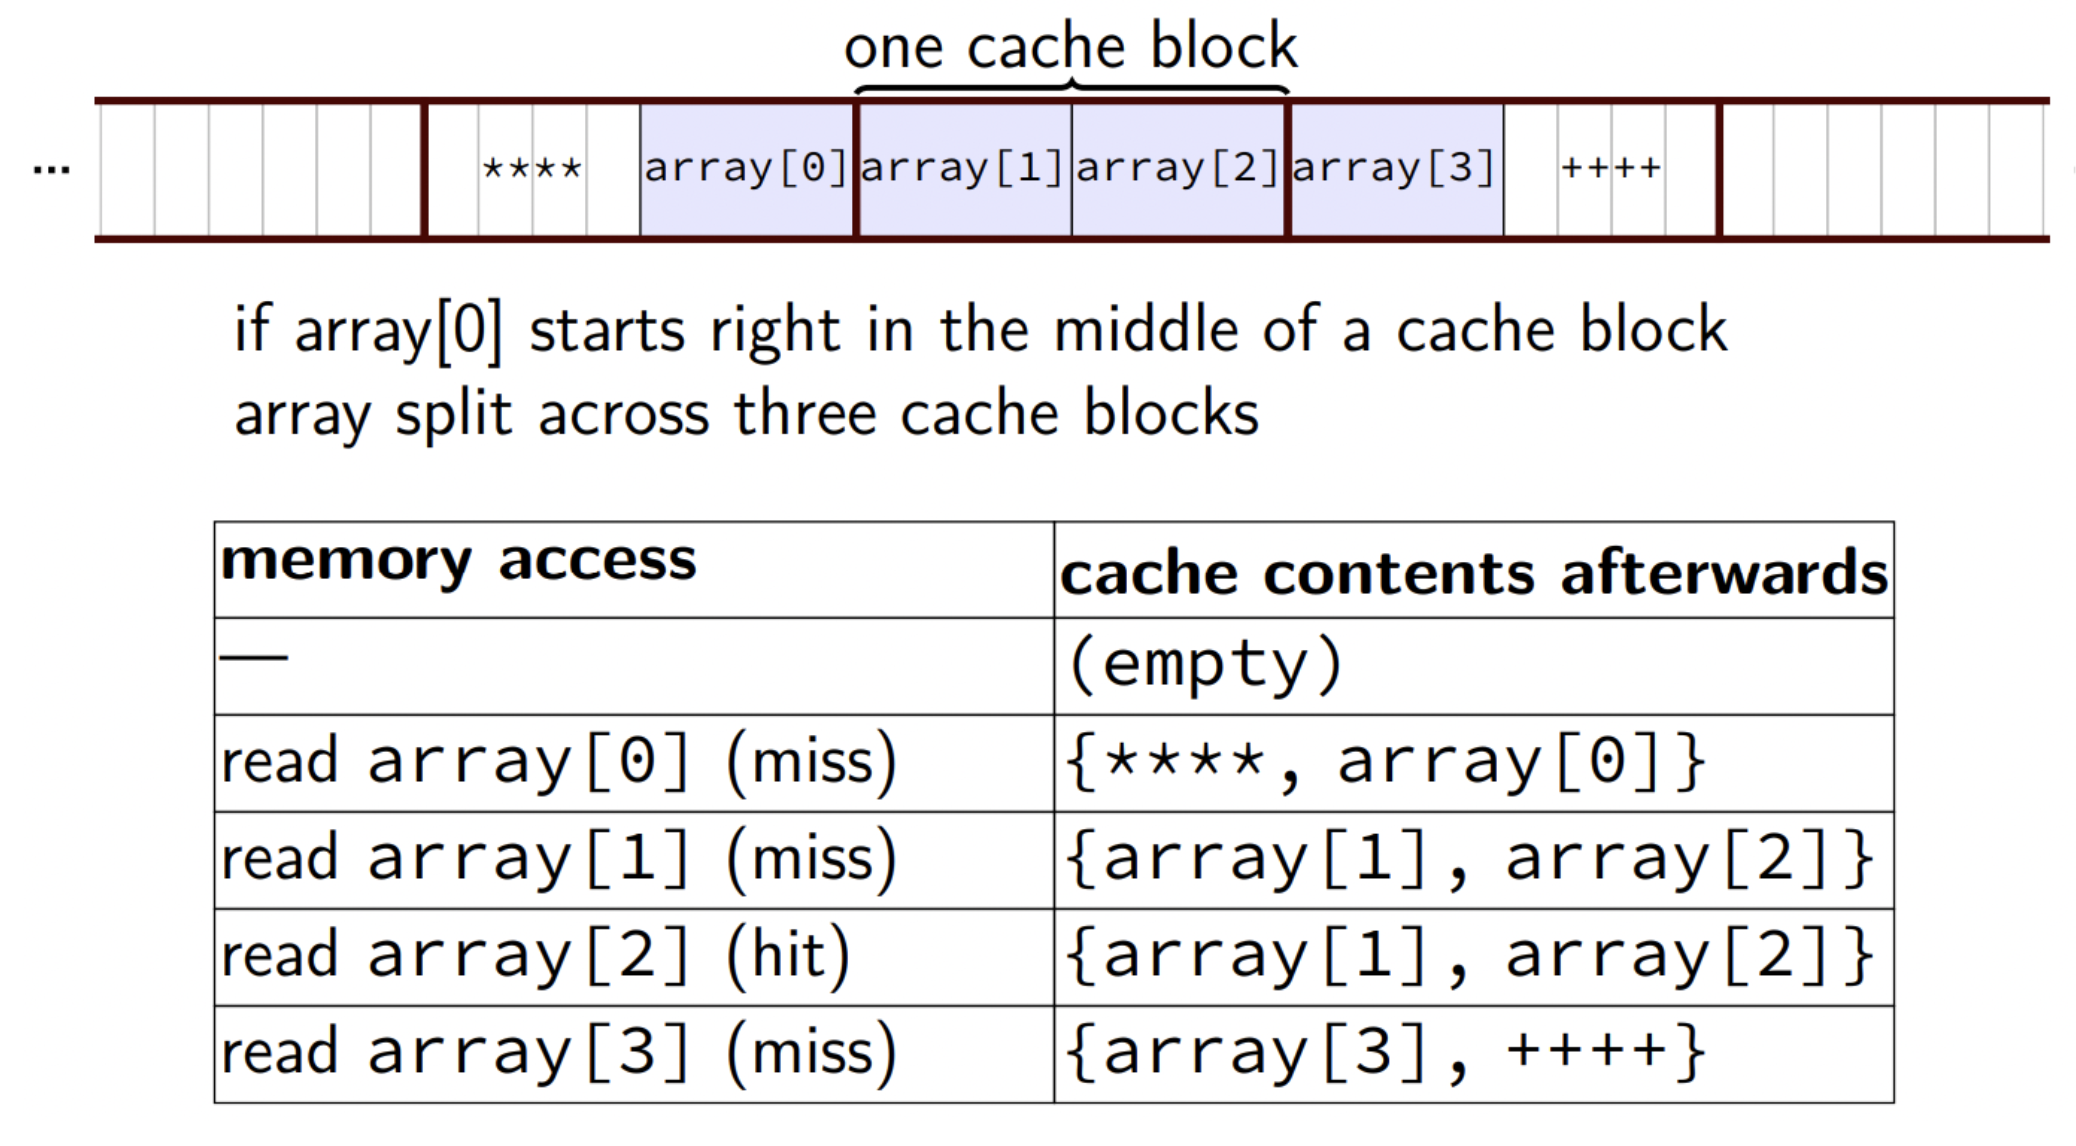 one cache block
... **** array[0] array[1] array[2] array[3] ++++
if array[0] starts right in the middle of a cache block
array split across three cache blocks
memory access cache contents afterwards
— (empty)
read array[0] (miss) {****, array[0]}
read array[1] (miss) {array[1], array[2]}
read array[2] (hit) {array[1], array[2]}
read array[3] (miss) {array[3], ++++}